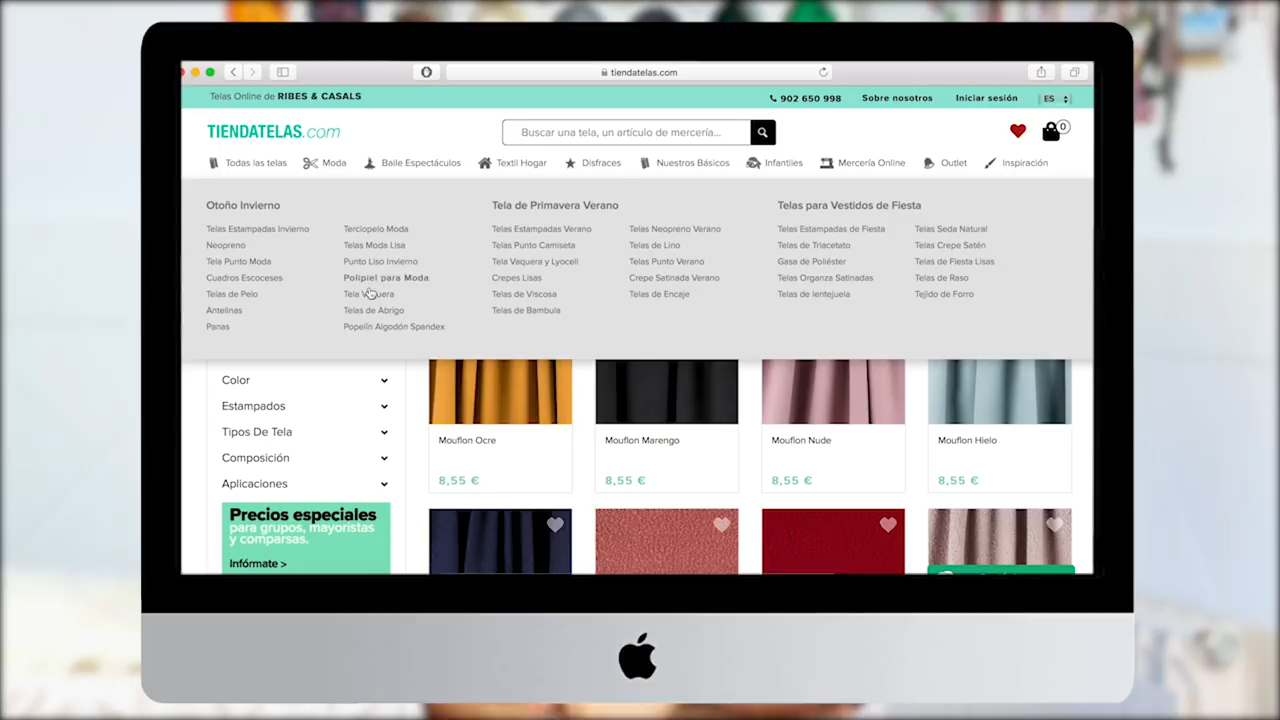 tiendatelas.com
Telas Online de RIBES & CASALS
902 650 998 Sobre nosotros Iniciar sesión ES
TIENDATELAS.com
Buscar una tela, un artículo de mercería...
0
Todas las telas Moda Baile Espectáculos Textil Hogar Disfraces Nuestros Básicos Infantiles Mercería Online Outlet Inspiración
Otoño Invierno Tela de Primavera Verano Telas para Vestidos de Fiesta
Telas Estampadas Invierno Terciopelo Moda Telas Estampadas Verano Telas Neopreno Verano Telas Estampadas de Fiesta Telas Seda Natural
Neopreno Telas Moda Lisa Telas Punto Camiseta Telas de Lino Telas de Triacetato Telas Crepe Satén
Tela Punto Moda Punto Liso Invierno Tela Vaquera y Lyocell Telas Punto Verano Gasa de Poliéster Telas de Fiesta Lisas
Cuadros Escoceses Polipiel para Moda Crepes Lisas Crepe Satinada Verano Telas Organza Satinadas Telas de Raso
Telas de Pelo Tela Vaquera Telas de Viscosa Telas de Encaje Telas de lentejuela Tejido de Forro
Antelinas Telas de Abrigo Telas de Bambula
Panas Popelín Algodón Spandex
Color
Estampados
Tipos De Tela
Composición
Aplicaciones
Mouflon Ocre Mouflon Marengo Mouflon Nude Mouflon Hielo
8,55 € 8,55 € 8,55 € 8,55 €
Precios especiales
para grupos, mayoristas
y comparsas.
Infórmate >